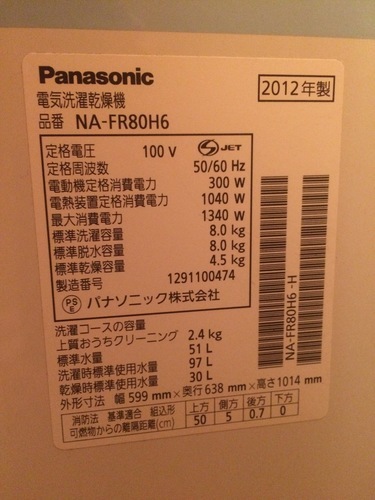 Panasonic
2012年製
電気洗濯乾燥機
品番 NA-FR80H6
定格電圧 100 V
S JET
定格周波数 50/60 Hz
電動機定格消費電力 300 W
電熱装置定格消費電力 1040 W
最大消費電力 1340 W
標準洗濯容量 8.0 kg
標準脱水容量 8.0 kg
標準乾燥容量 4.5 kg
製造番号 1291100474
PS E パナソニック株式会社
NA-FR80H6 -H
洗濯コースの容量
上質おうちクリーニング 2.4 kg
標準水量 51 L
洗濯時標準使用水量 97 L
乾燥時標準使用水量 30 L
外形寸法 幅 599 mm×奥行 638 mm×高さ1014 mm
消防法 基準適合 組込形 上方 側方 後方 下方
可燃物からの離隔距離(cm) 50 5 0.7 0